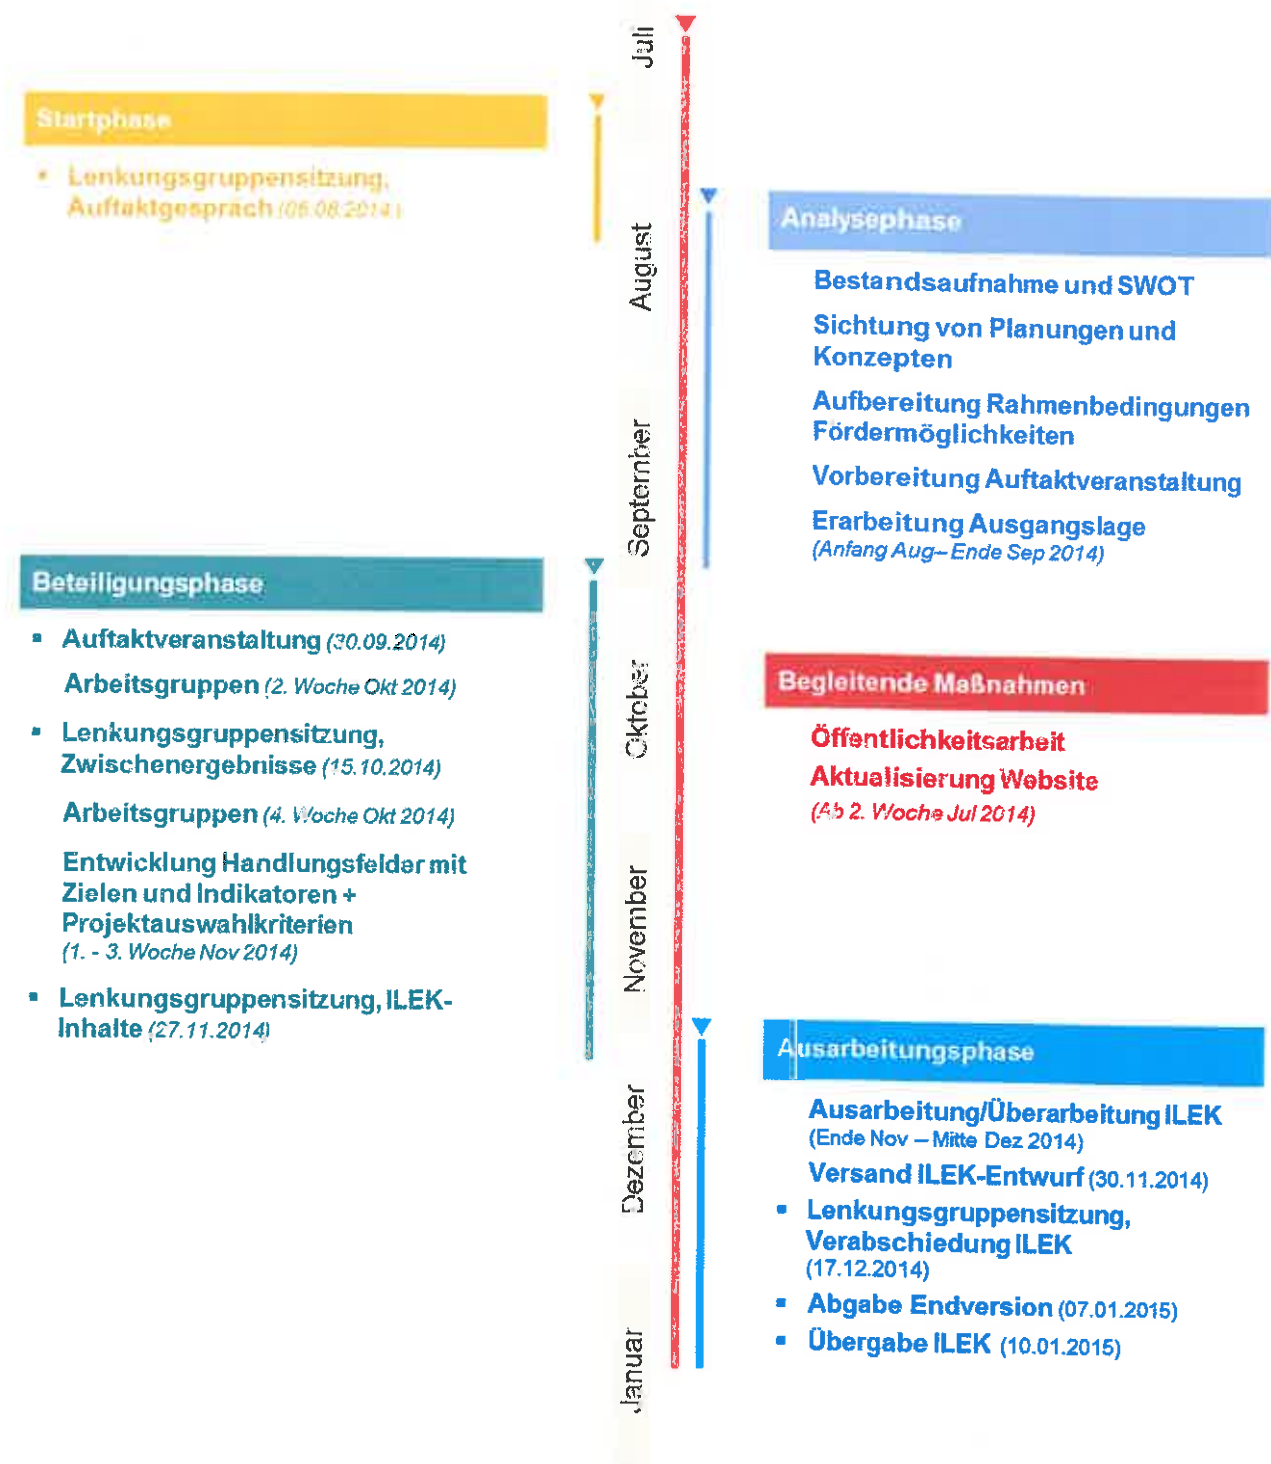 Juli
August
September
Oktober
November
Dezember
Januar
Startphase
▪ Lenkungsgruppensitzung,
Auftaktgespräch (06.08.2014)
Analysephase
Bestandsaufnahme und SWOT
Sichtung von Planungen und
Konzepten
Aufbereitung Rahmenbedingungen
Fördermöglichkeiten
Vorbereitung Auftaktveranstaltung
Erarbeitung Ausgangslage
(Anfang Aug– Ende Sep 2014)
Beteiligungsphase
▪ Auftaktveranstaltung (30.09.2014)
Arbeitsgruppen (2. Woche Okt 2014)
▪ Lenkungsgruppensitzung,
Zwischenergebnisse (15.10.2014)
Arbeitsgruppen (4. Woche Okt 2014)
Entwicklung Handlungsfelder mit
Zielen und Indikatoren +
Projektauswahlkriterien
(1. - 3. Woche Nov 2014)
▪ Lenkungsgruppensitzung, ILEK-
Inhalte (27.11.2014)
Begleitende Maßnahmen
Öffentlichkeitsarbeit
Aktualisierung Website
(Ab 2. Woche Jul 2014)
Ausarbeitungsphase
Ausarbeitung/Überarbeitung ILEK
(Ende Nov – Mitte Dez 2014)
Versand ILEK-Entwurf (30.11.2014)
▪ Lenkungsgruppensitzung,
Verabschiedung ILEK
(17.12.2014)
▪ Abgabe Endversion (07.01.2015)
▪ Übergabe ILEK (10.01.2015)